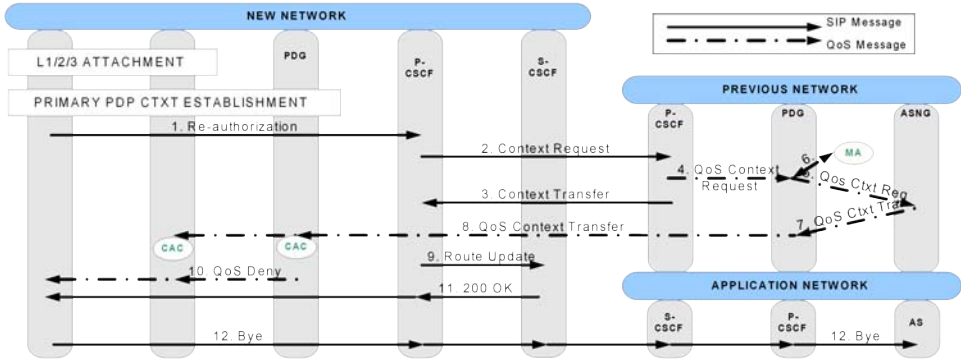 NEW NETWORK
SIP Message
QoS Message
L1/2/3 ATTACHMENT
PDG
P-
CSCF
S-
CSCF
PRIMARY PDP CTXT ESTABLISHMENT
PREVIOUS NETWORK
P-
CSCF
PDG
ASNG
1. Re-authorization
2. Context Request
6.
MA
4. QoS Context
Request
5. Qos Ctxt Req
3. Context Transfer
7. QoS Ctxt Tra
8. QoS Context Transfer
CAC
CAC
9. Route Update
10. QoS Deny
11. 200 OK
APPLICATION NETWORK
S-
CSCF
P-
CSCF
AS
12. Bye
12. Bye